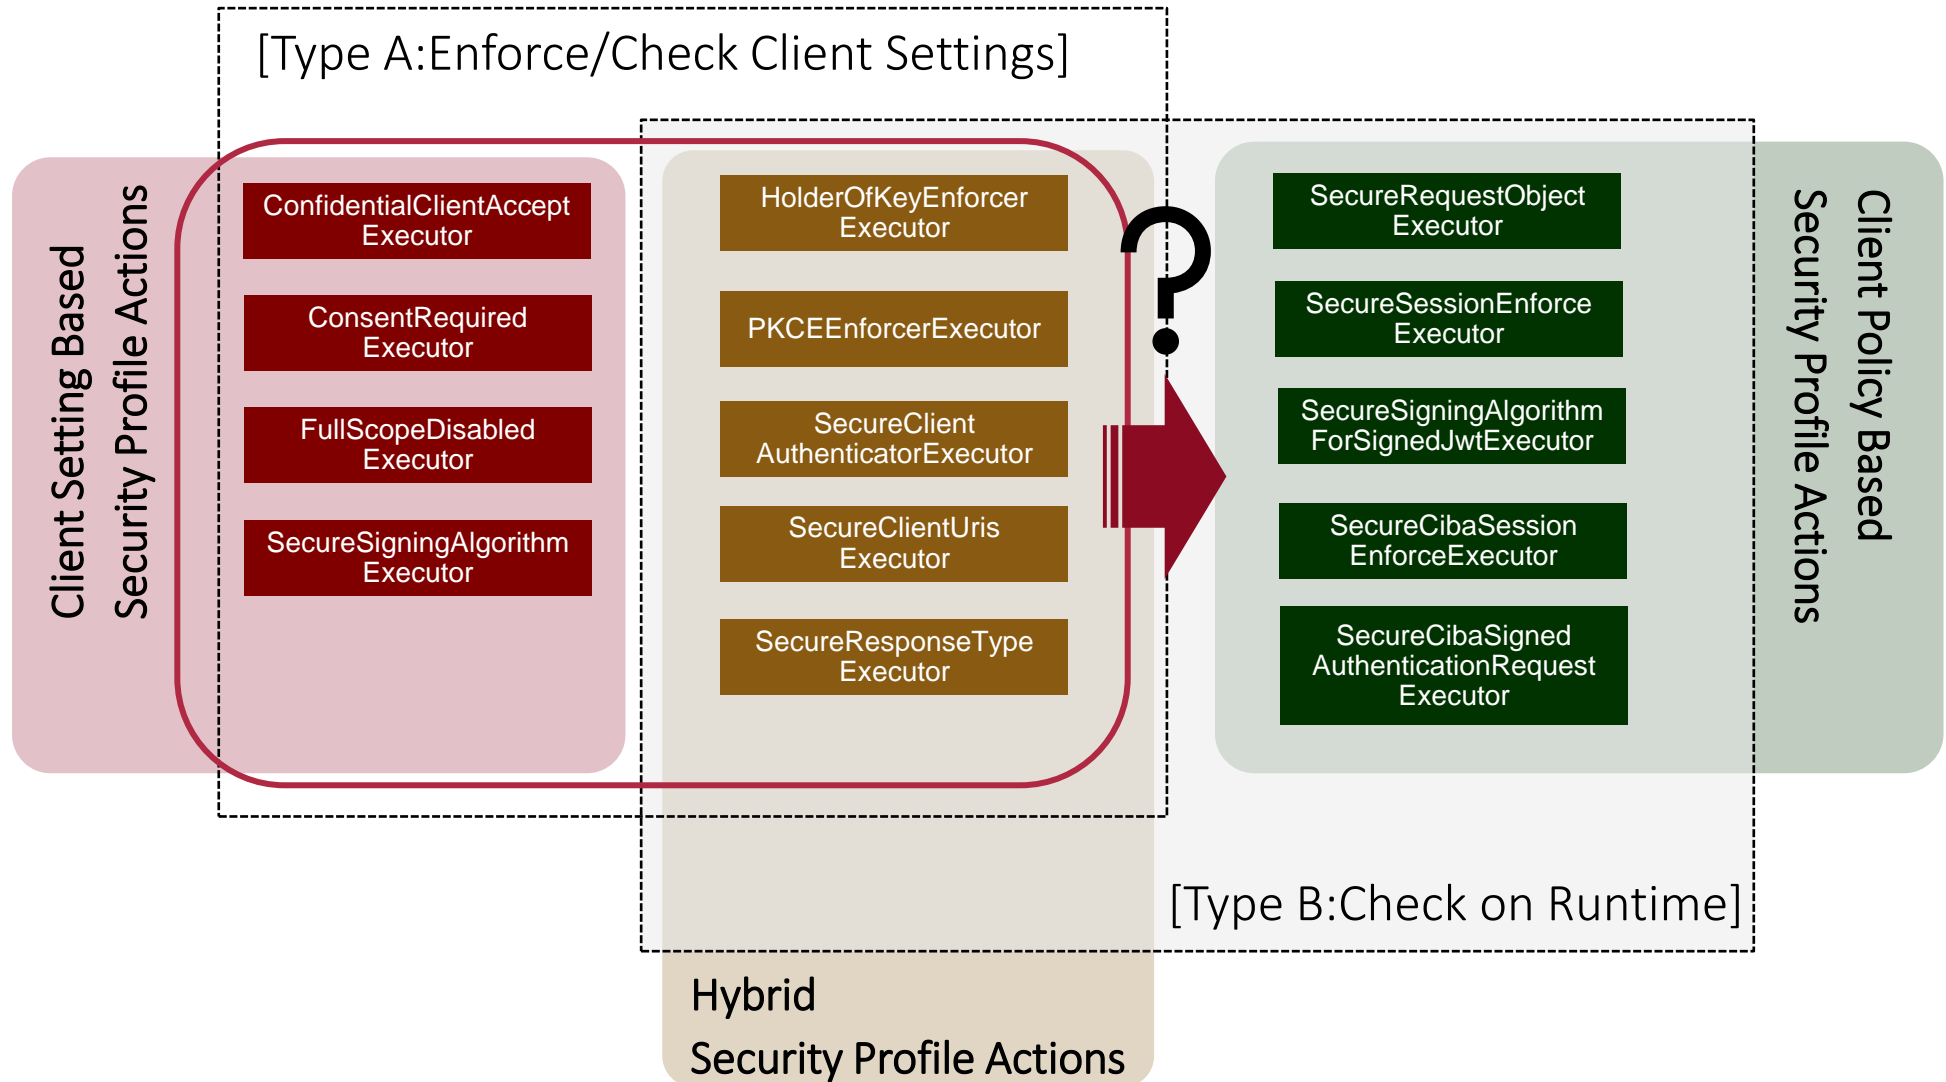 [Type A:Enforce/Check Client Settings]
Client Setting Based
Security Profile Actions
ConfidentialClientAccept
Executor
ConsentRequired
Executor
FullScopeDisabled
Executor
SecureSigningAlgorithm
Executor
HolderOfKeyEnforcer
Executor
PKCEEnforcerExecutor
SecureClient
AuthenticatorExecutor
SecureClientUris
Executor
SecureResponseType
Executor
?
SecureRequestObject
Executor
SecureSessionEnforce
Executor
SecureSigningAlgorithm
ForSignedJwtExecutor
SecureCibaSession
EnforceExecutor
SecureCibaSigned
AuthenticationRequest
Executor
Client Policy Based
Security Profile Actions
[Type B:Check on Runtime]
Hybrid
Security Profile Actions